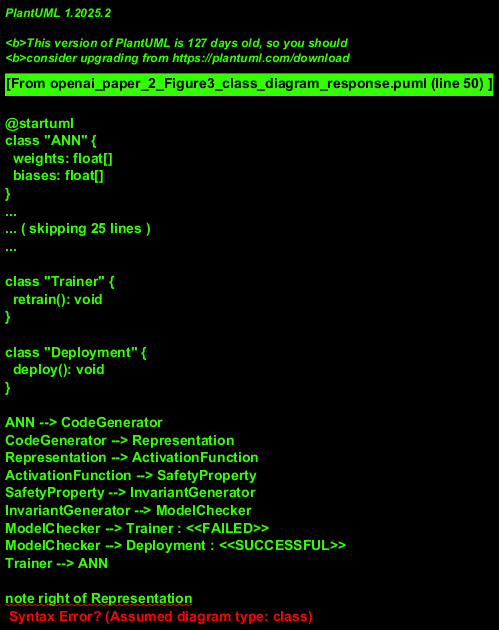 PlantUML 1.2025.2
<b>This version of PlantUML is 127 days old, so you should
<b>consider upgrading from https://plantuml.com/download
[From openai_paper_2_Figure3_class_diagram_response.puml (line 50) ]
@startuml
class "ANN" {
  weights: float[]
  biases: float[]
}
...
... ( skipping 25 lines )
...
class "Trainer" {
  retrain(): void
}
class "Deployment" {
  deploy(): void
}
ANN --> CodeGenerator
CodeGenerator --> Representation
Representation --> ActivationFunction
ActivationFunction --> SafetyProperty
SafetyProperty --> InvariantGenerator
InvariantGenerator --> ModelChecker
ModelChecker --> Trainer : <<FAILED>>
ModelChecker --> Deployment : <<SUCCESSFUL>>
Trainer --> ANN
note right of Representation
Syntax Error? (Assumed diagram type: class)